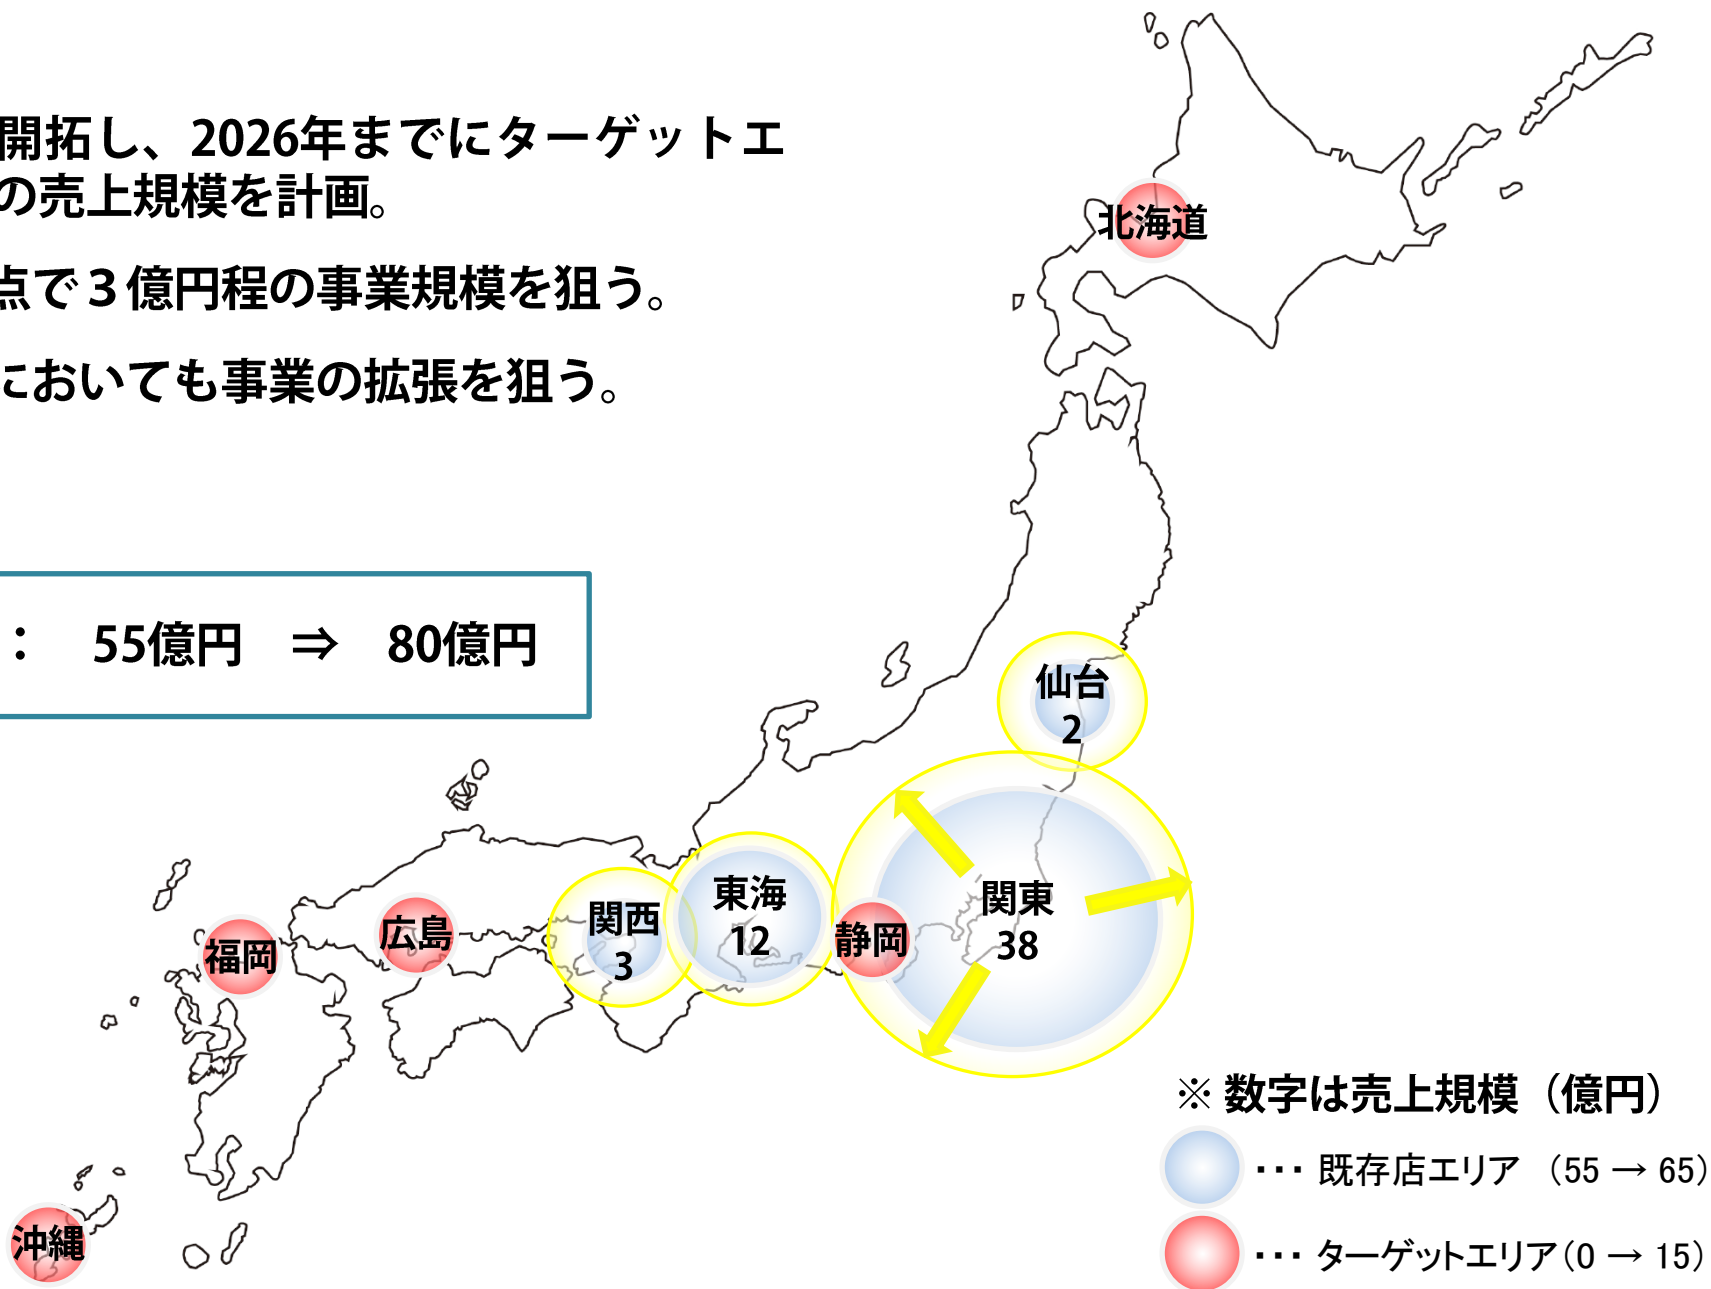 開拓し、2026年までにターゲットエ
の売上規模を計画。
点で３億円程の事業規模を狙う。
においても事業の拡張を狙う。
： 55億円 ⇒ 80億円
北海道
仙台
2
関東
38
東海
12
関西
3
静岡
広島
福岡
沖縄
※ 数字は売上規模（億円）
・・・ 既存店エリア （55 → 65）
・・・ ターゲットエリア（0 → 15）